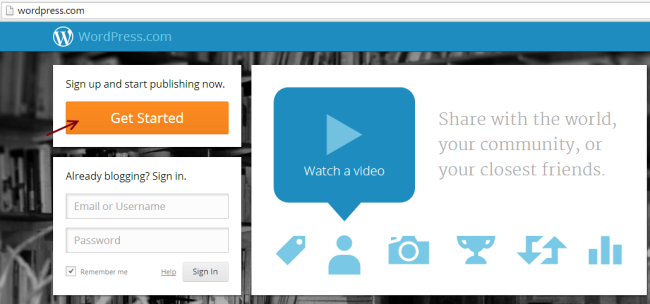 wordpress.com
WordPress.com
Sign up and start publishing now.
Get Started
Already blogging? Sign in.
Email or Username
Password
Remember me
Help
Sign In
Watch a video
Share with the world,
your community, or
your closest friends.